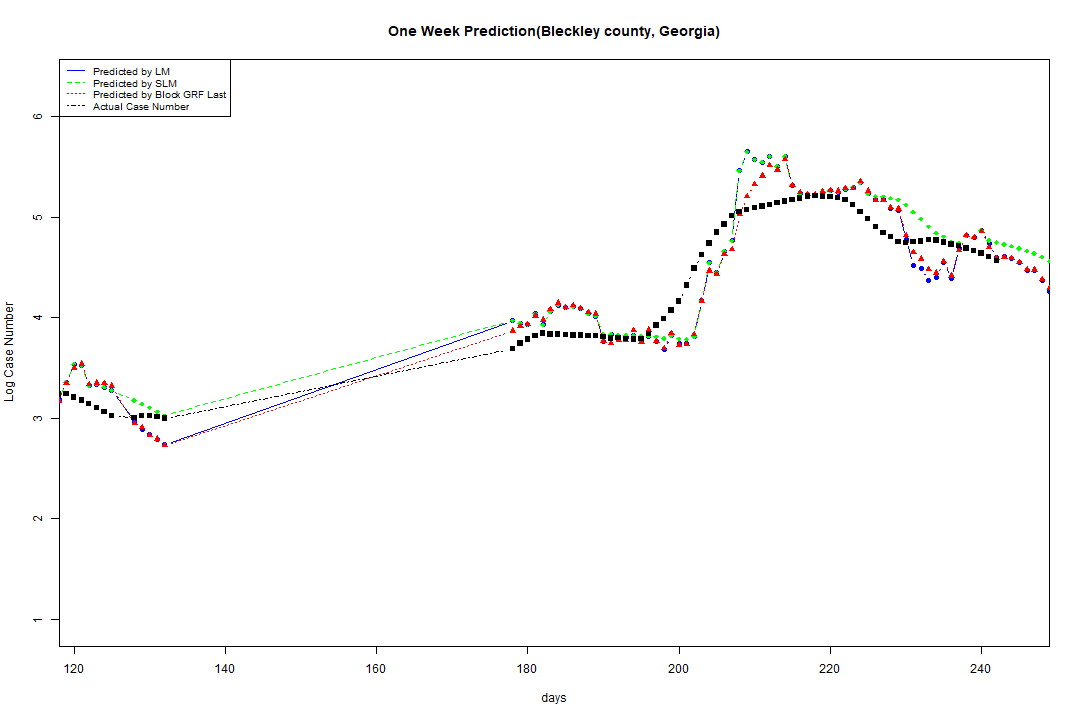 One Week Prediction(Bleckley county, Georgia)
Predicted by LM
Predicted by SLM
Predicted by Block GRF Last
Actual Case Number
Log Case Number
6
5
4
3
2
1
120 140 160 180 200 220 240
days